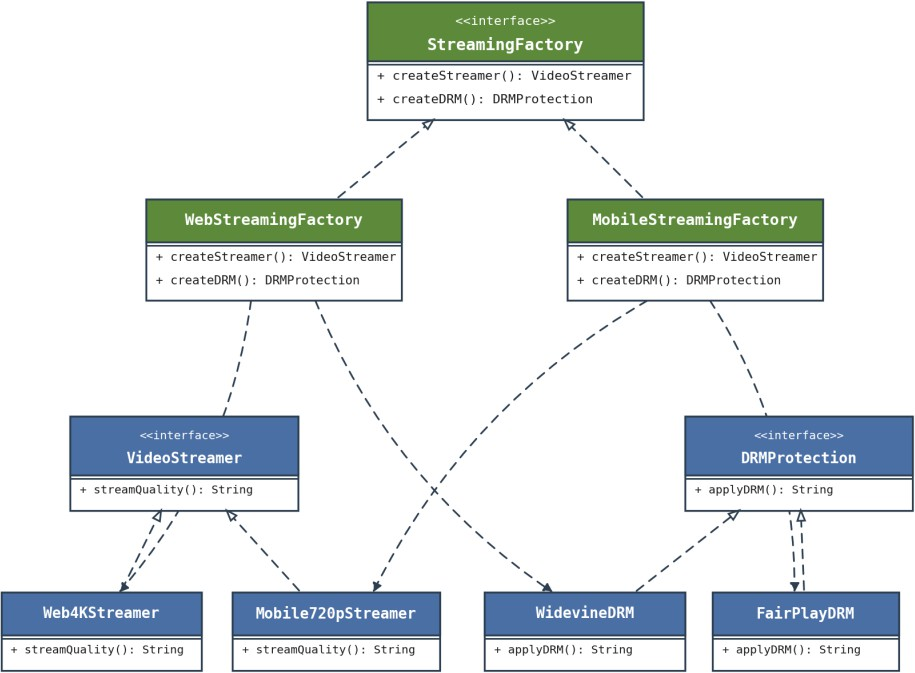 <<interface>>
StreamingFactory
+ createStreamer(): VideoStreamer
+ createDRM(): DRMProtection
WebStreamingFactory
+ createStreamer(): VideoStreamer
+ createDRM(): DRMProtection
MobileStreamingFactory
+ createStreamer(): VideoStreamer
+ createDRM(): DRMProtection
<<interface>>
VideoStreamer
+ streamQuality(): String
<<interface>>
DRMProtection
+ applyDRM(): String
Web4KStreamer
+ streamQuality(): String
Mobile720pStreamer
+ streamQuality(): String
WidevineDRM
+ applyDRM(): String
FairPlayDRM
+ applyDRM(): String